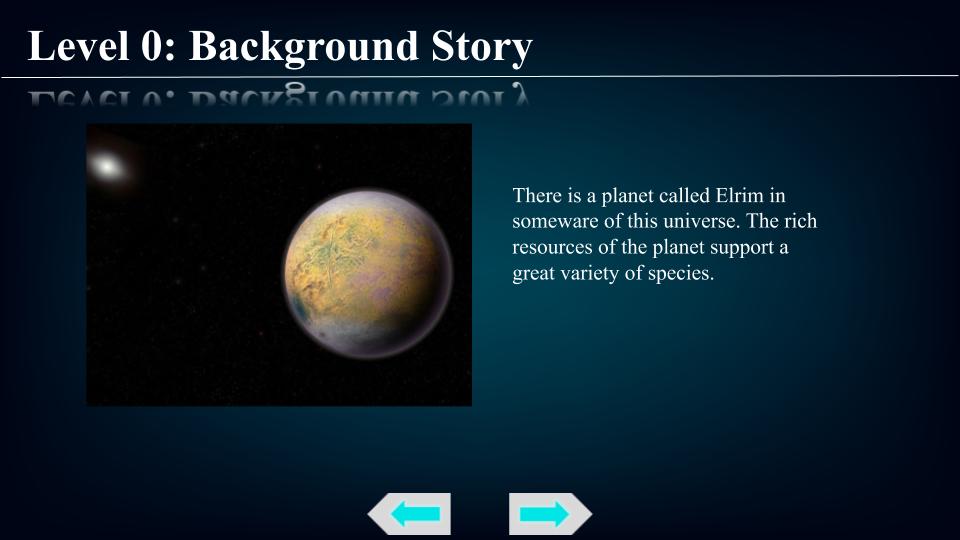 Level 0: Background Story
There is a planet called Elrim in
someware of this universe. The rich
resources of the planet support a
great variety of species.